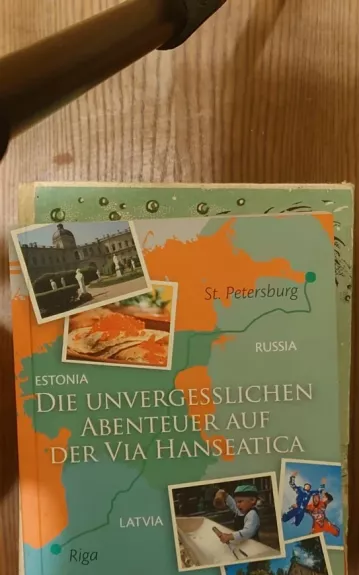 St. Petersburg
RUSSIA
ESTONIA
DIE UNVERGESSLICHEN
ABENTEUER AUF
DER VIA HANSEATICA
LATVIA
Riga